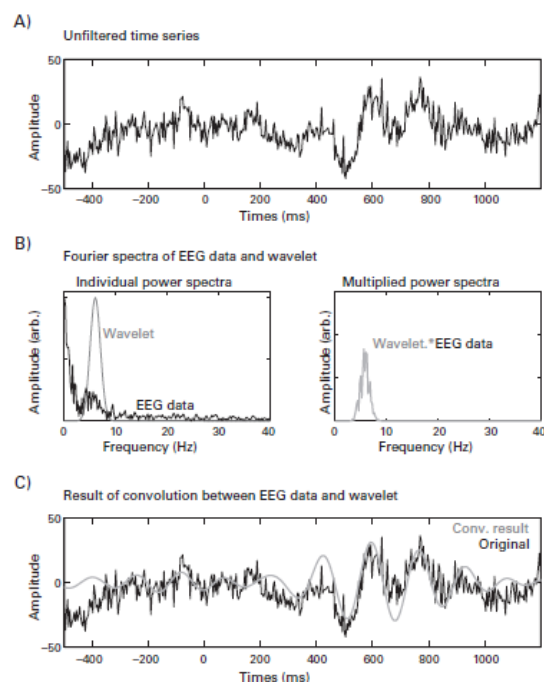 A)
Unfiltered time series
50
0
−50
Amplitude
−400 −200 0 200 400 600 800 1000
Times (ms)
B)
Fourier spectra of EEG data and wavelet
Individual power spectra
Multiplied power spectra
Amplitude (arb.)
Wavelet
EEG data
0 10 20 30 40
Frequency (Hz)
Amplitude (arb.)
Wavelet.*EEG data
0 10 20 30 40
Frequency (Hz)
C)
Result of convolution between EEG data and wavelet
50
0
−50
Amplitude
Conv. result
Original
−400 −200 0 200 400 600 800 1000
Times (ms)